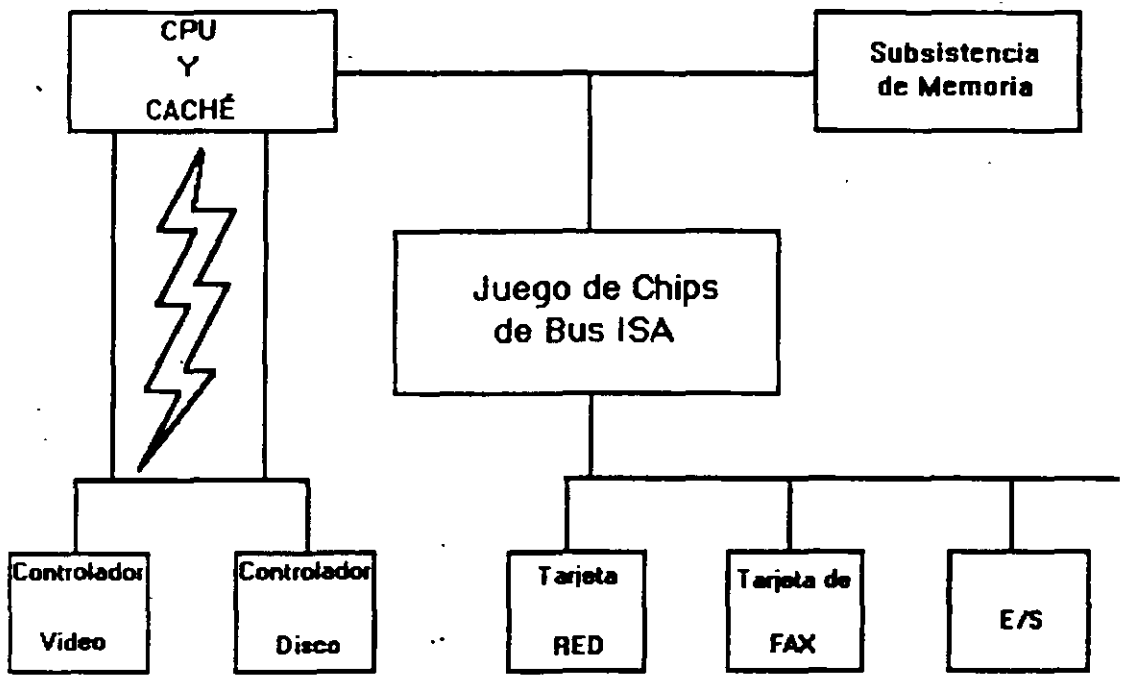 CPU
Y
CACHÉ
Subsistencia
de Memoria
Juego de Chips
de Bus ISA
Controlador
Video
Controlador
Disco
Tarjeta
RED
Tarjeta de
FAX
E/S